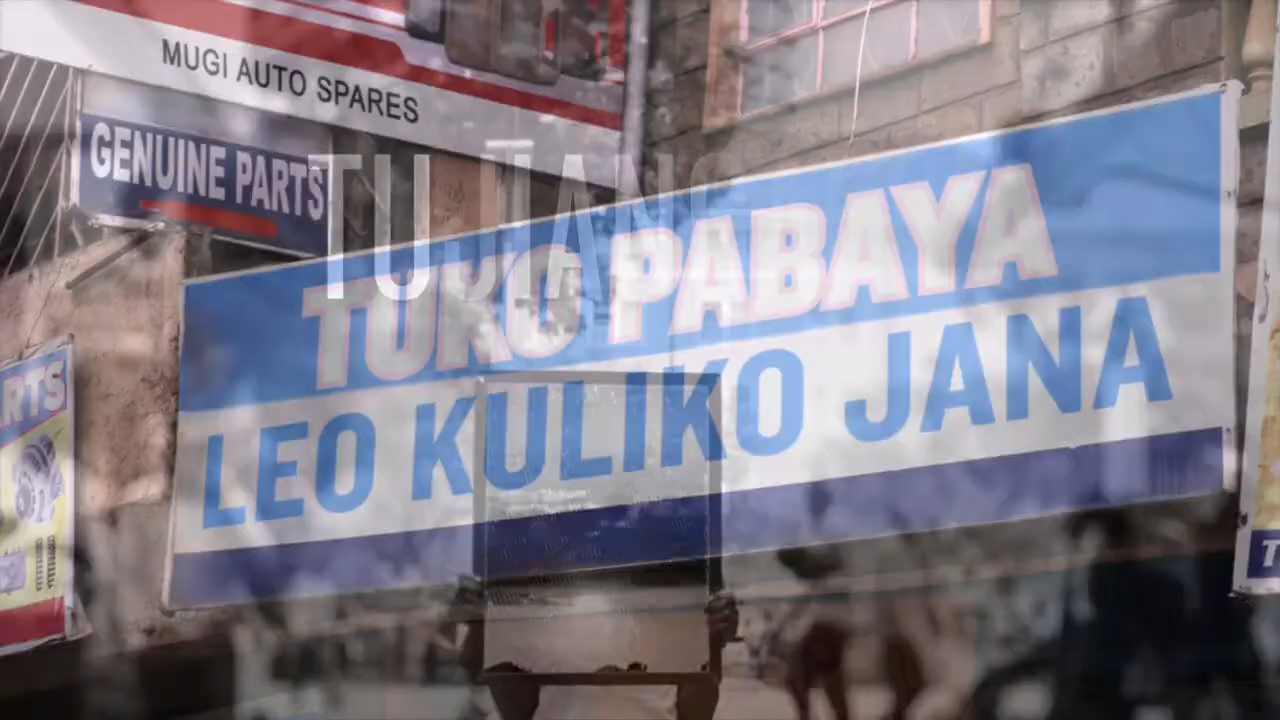 MUGI AUTO SPARES
GENUINE PARTS
TUKO PABAYA
LEO KULIKO JANA